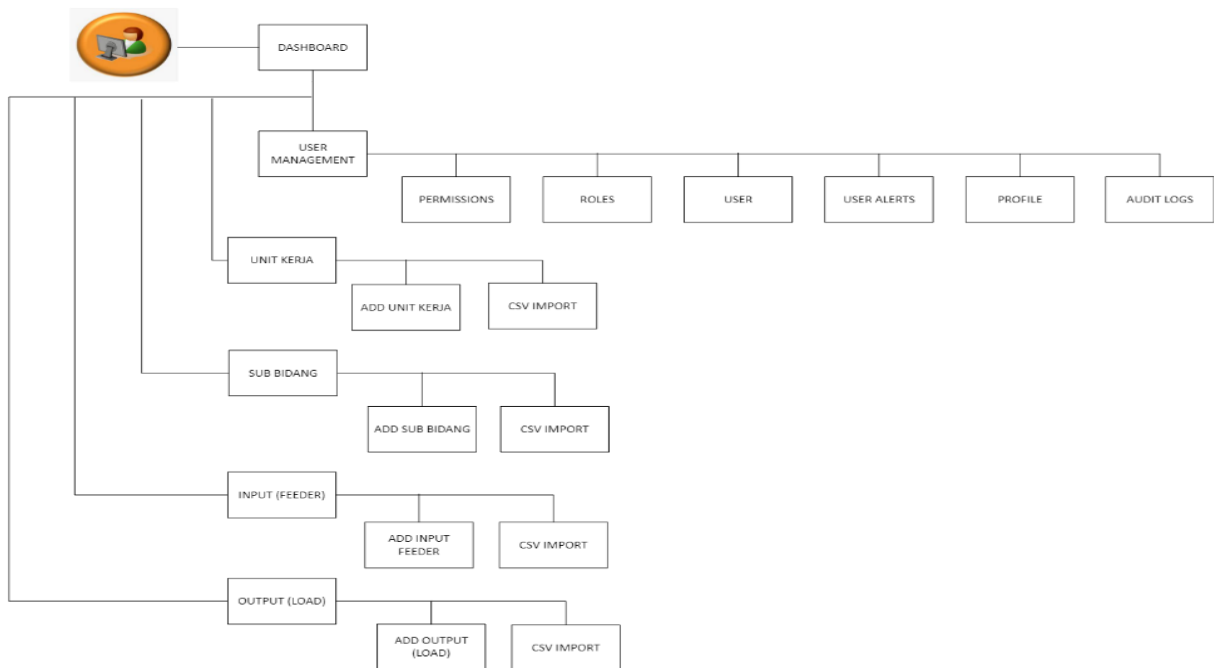 DASHBOARD
USER
MANAGEMENT
PERMISSIONS
ROLES
USER
USER ALERTS
PROFILE
AUDIT LOGS
UNIT KERJA
ADD UNIT KERJA
CSV IMPORT
SUB BIDANG
ADD SUB BIDANG
CSV IMPORT
INPUT (FEEDER)
ADD INPUT
FEEDER
CSV IMPORT
OUTPUT (LOAD)
ADD OUTPUT
(LOAD)
CSV IMPORT